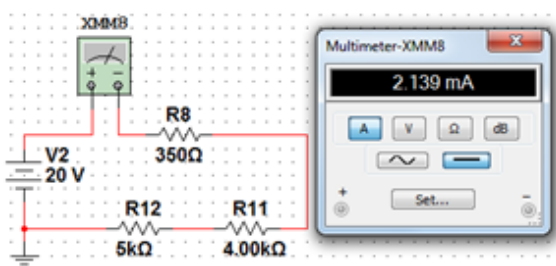 XMM8
+ −
R8
350Ω
V2
20 V
R12
5kΩ
R11
4.00kΩ
Multimeter-XMM8
2.139 mA
A V Ω dB
Set...
+ −